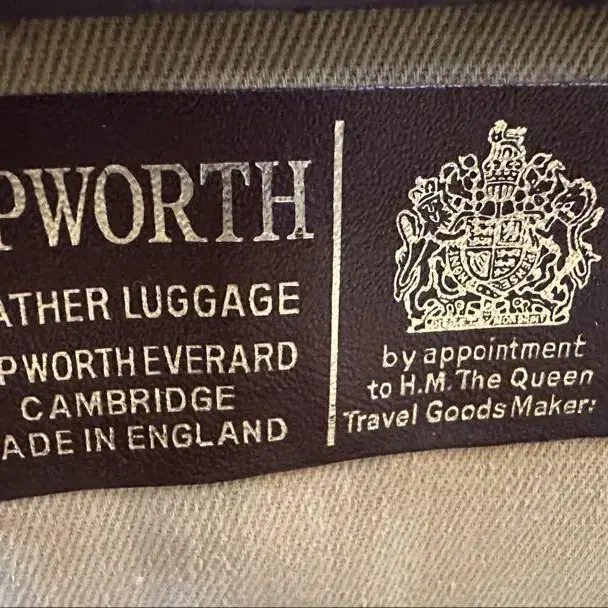 PWORTH
ATHER LUGGAGE
PWORTH EVERARD
CAMBRIDGE
ADE IN ENGLAND
by appointment
to H.M. The Queen
Travel Goods Maker